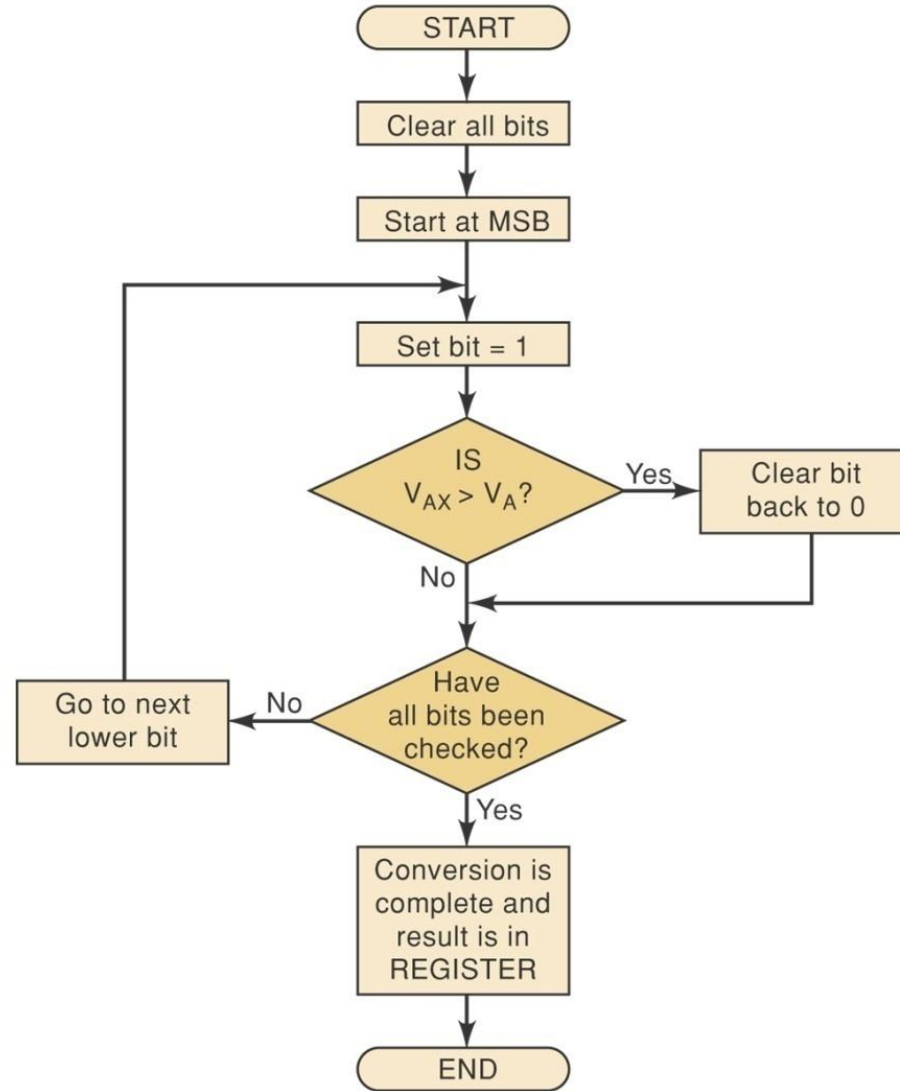 START
Clear all bits
Start at MSB
Set bit = 1
IS
V_AX > V_A?
Yes
Clear bit
back to 0
No
Have
all bits been
checked?
No
Go to next
lower bit
Yes
Conversion is
complete and
result is in
REGISTER
END